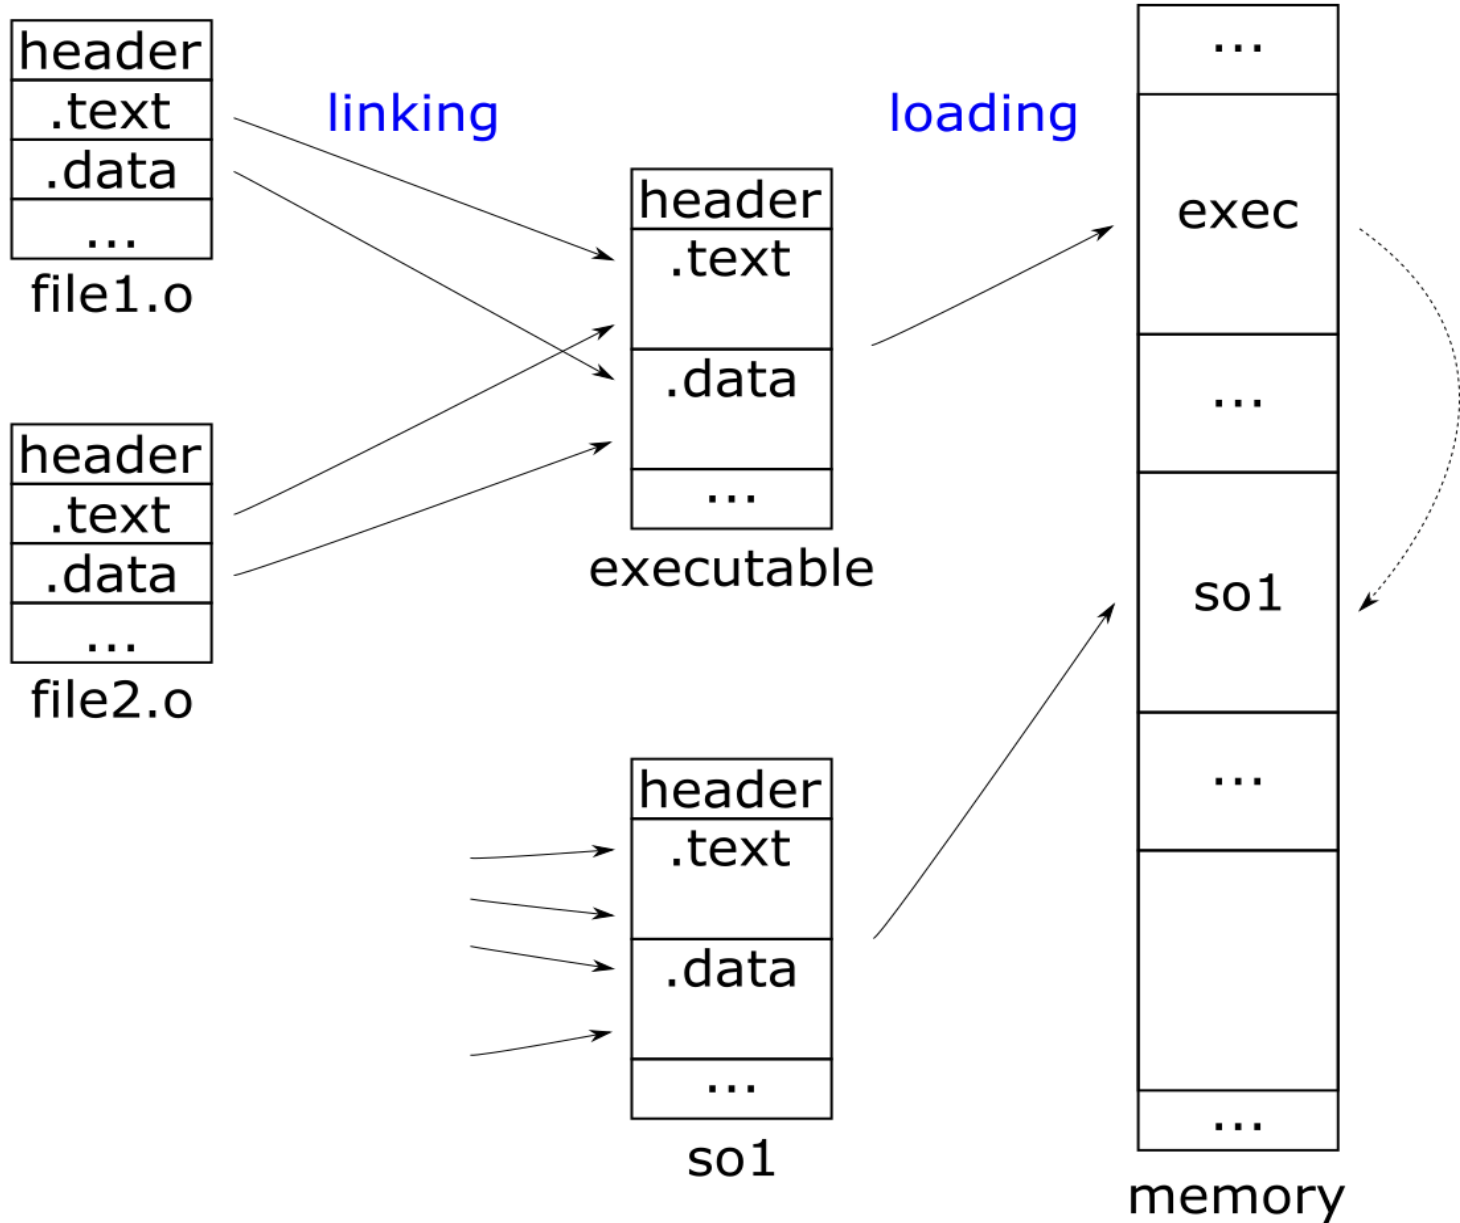 header
.text
.data
...
file1.o
header
.text
.data
...
file2.o
linking
header
.text
.data
...
executable
header
.text
.data
...
so1
loading
...
exec
...
so1
...
...
memory